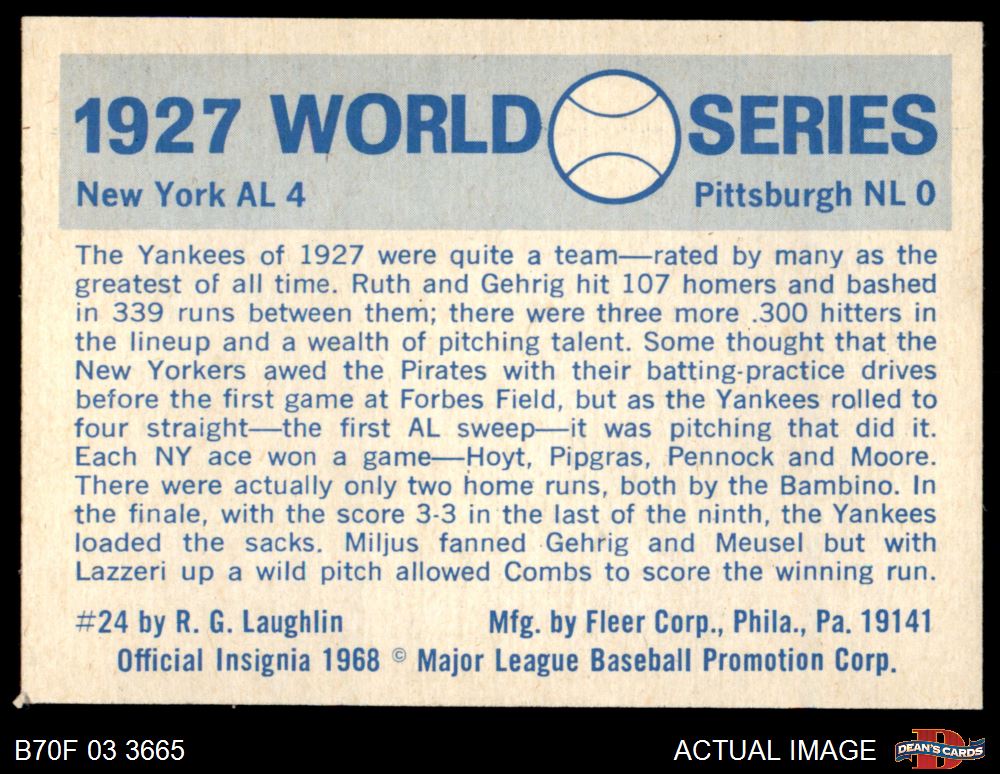 1927 WORLD SERIES
New York AL 4 Pittsburgh NL 0
The Yankees of 1927 were quite a team—rated by many as the
greatest of all time. Ruth and Gehrig hit 107 homers and bashed
in 339 runs between them; there were three more .300 hitters in
the lineup and a wealth of pitching talent. Some thought that the
New Yorkers awed the Pirates with their batting-practice drives
before the first game at Forbes Field, but as the Yankees rolled to
four straight—the first AL sweep—it was pitching that did it.
Each NY ace won a game—Hoyt, Pipgras, Pennock and Moore.
There were actually only two home runs, both by the Bambino. In
the finale, with the score 3-3 in the last of the ninth, the Yankees
loaded the sacks. Miljus fanned Gehrig and Meusel but with
Lazzeri up a wild pitch allowed Combs to score the winning run.
#24 by R. G. Laughlin Mfg. by Fleer Corp., Phila., Pa. 19141
Official Insignia 1968 © Major League Baseball Promotion Corp.
B70F 03 3665 ACTUAL IMAGE DEAN'S CARDS